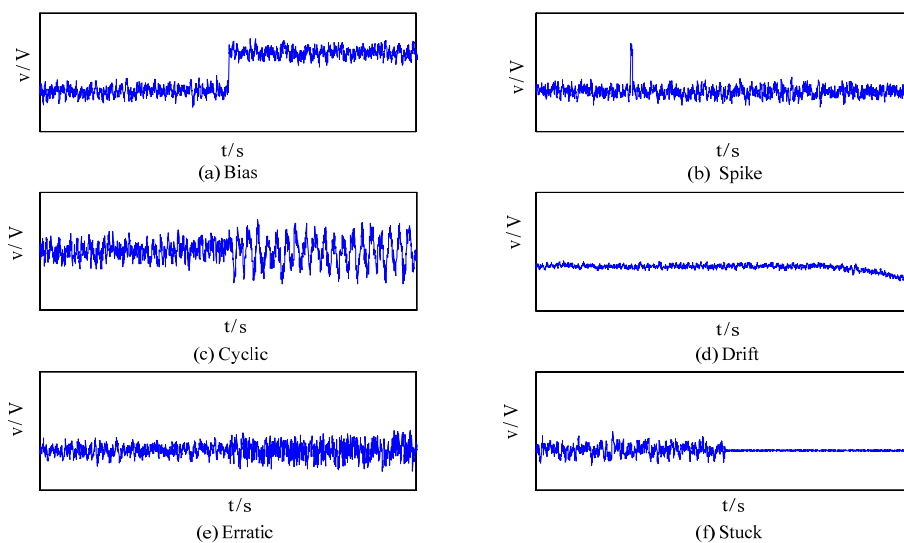 v/ V
t/s
(a) Bias
v/ V
t/s
(b) Spike
v/ V
t/s
(c) Cyclic
v/ V
t/s
(d) Drift
v/ V
t/s
(e) Erratic
v/ V
t/s
(f) Stuck